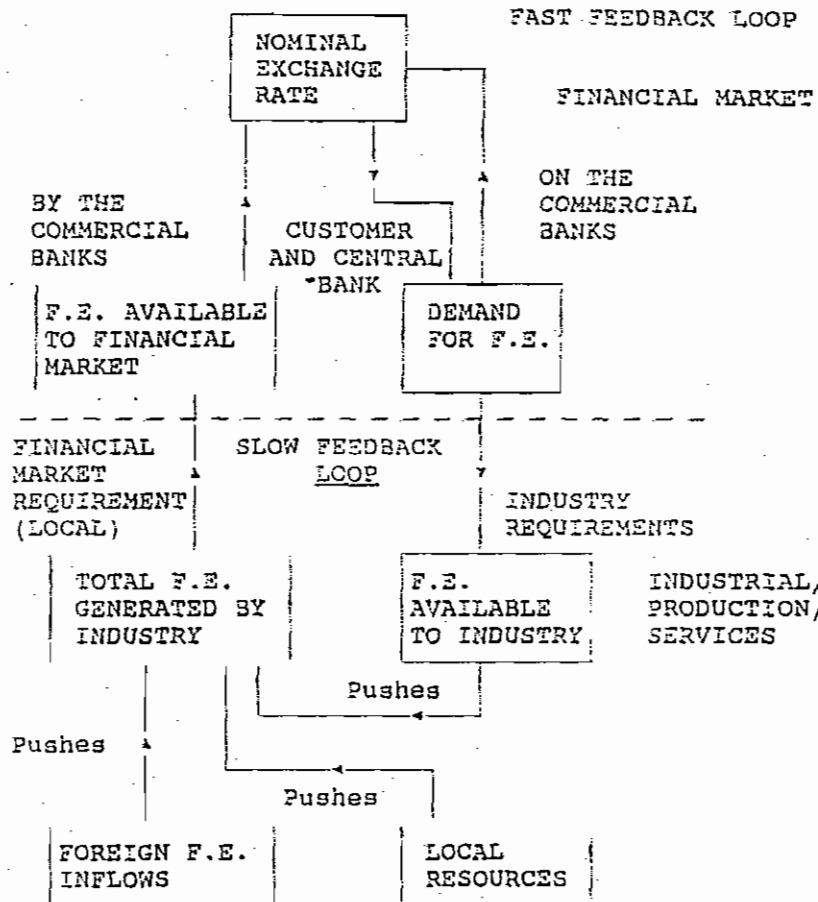 FAST FEEDBACK LOOP
NOMINAL
EXCHANGE
RATE
FINANCIAL MARKET
BY THE
COMMERCIAL
BANKS
CUSTOMER
AND CENTRAL
BANK
ON THE
COMMERCIAL
BANKS
F.E. AVAILABLE
TO FINANCIAL
MARKET
DEMAND
FOR F.E.
FINANCIAL
MARKET
REQUIREMENT
(LOCAL)
SLOW FEEDBACK
LOOP
INDUSTRY
REQUIREMENTS
TOTAL F.E.
GENERATED BY
INDUSTRY
F.E.
AVAILABLE
TO INDUSTRY
INDUSTRIAL/
PRODUCTION/
SERVICES
Pushes
Pushes
Pushes
FOREIGN F.E.
INFLOWS
LOCAL
RESOURCES